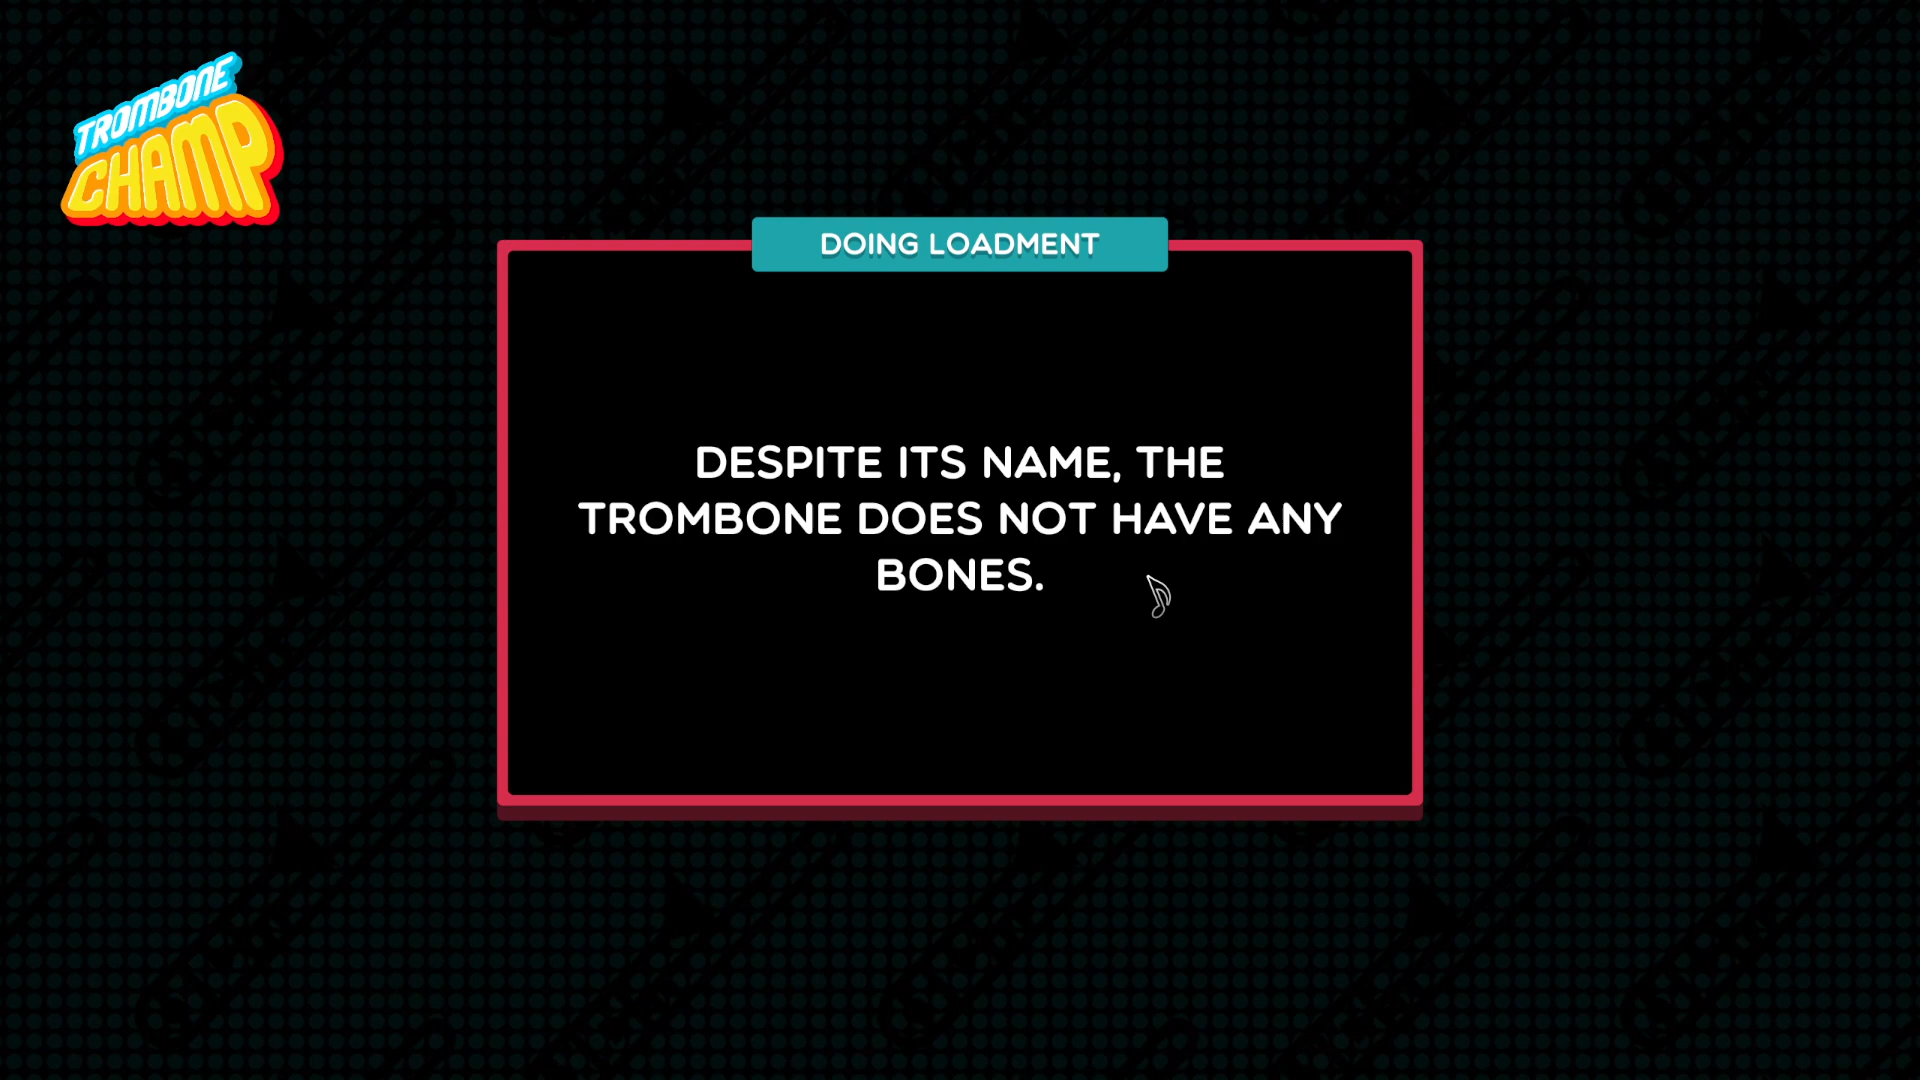 TROMBONE
CHAMP
DOING LOADMENT
DESPITE ITS NAME, THE
TROMBONE DOES NOT HAVE ANY
BONES.